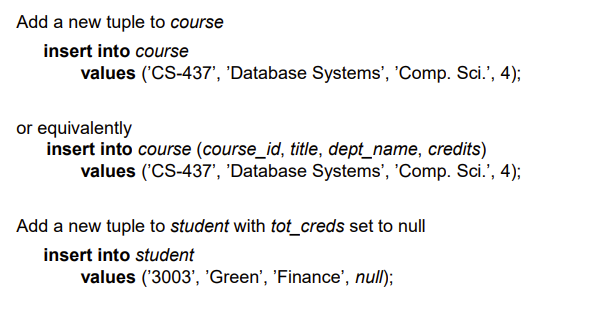 Add a new tuple to course
insert into course
values (’CS-437’, ’Database Systems’, ’Comp. Sci.’, 4);
or equivalently
insert into course (course_id, title, dept_name, credits)
values (’CS-437’, ’Database Systems’, ’Comp. Sci.’, 4);
Add a new tuple to student with tot_creds set to null
insert into student
values (’3003’, ’Green’, ’Finance’, null);